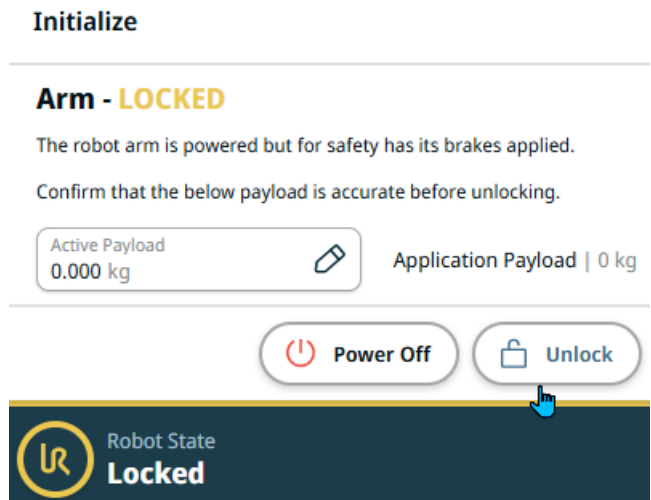 Initialize
Arm - LOCKED
The robot arm is powered but for safety has its brakes applied.
Confirm that the below payload is accurate before unlocking.
Active Payload
0.000 kg
Application Payload | 0 kg
Power Off
Unlock
UR
Robot State
Locked